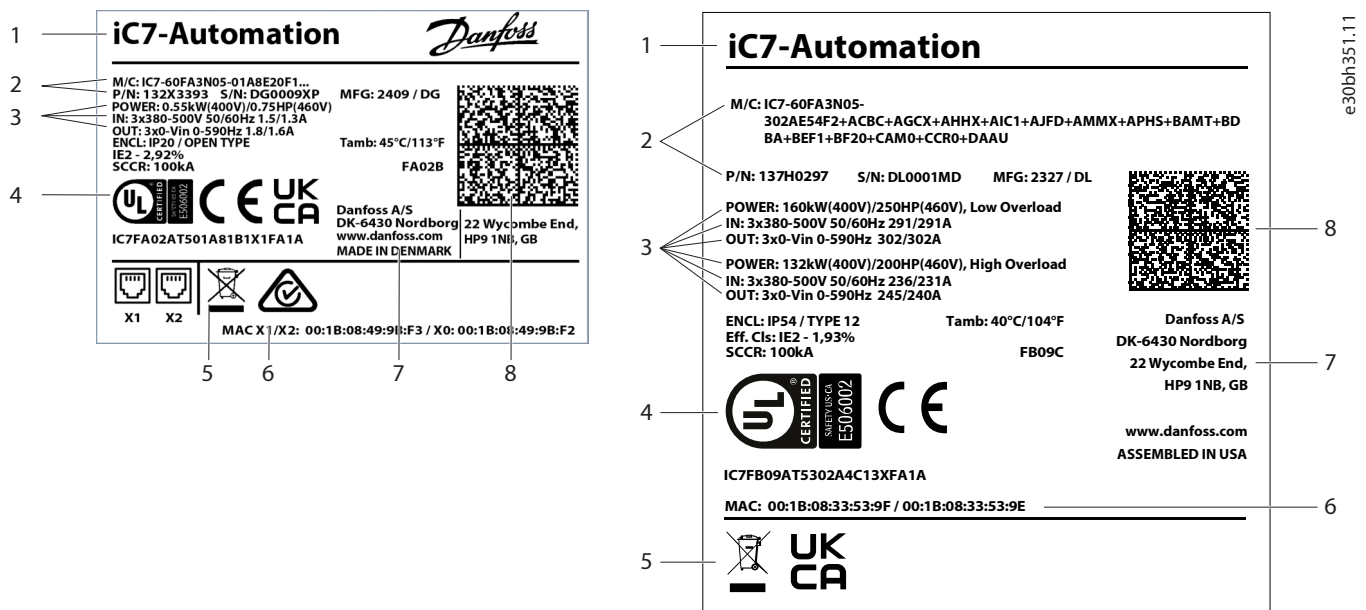 1
iC7-Automation
Danfoss
2
M/C: IC7-60FA3N05-01A8E20F1...
P/N: 132X3393 S/N: DG0009XP MFG: 2409 / DG
3
POWER: 0.55kW(400V)/0.75HP(460V)
IN: 3x380-500V 50/60Hz 1.5/1.3A
OUT: 3x0-Vin 0-590Hz 1.8/1.6A
ENCL: IP20 / OPEN TYPE Tamb: 45°C/113°F
IE2 - 2,92%
SCCR: 100kA FA02B
4
UL ® CERTIFIED SAFETY US-CA E506002 CE UK CA
IC7FA02AT501A81B1X1FA1A
Danfoss A/S
DK-6430 Nordborg
www.danfoss.com
MADE IN DENMARK
22 Wycombe End,
HP9 1NB, GB
X1 X2
MAC X1/X2: 00:1B:08:49:9B:F3 / X0: 00:1B:08:49:9B:F2
5 6 7 8
1
iC7-Automation
2
M/C: IC7-60FA3N05-
302AE54F2+ACBC+AGCX+AHHX+AIC1+AJFD+AMMX+APHS+BAMT+BD
BA+BEF1+BF20+CAM0+CCR0+DAAU
P/N: 137H0297 S/N: DL0001MD MFG: 2327 / DL
3
POWER: 160kW(400V)/250HP(460V), Low Overload
IN: 3x380-500V 50/60Hz 291/291A
OUT: 3x0-Vin 0-590Hz 302/302A
POWER: 132kW(400V)/200HP(460V), High Overload
IN: 3x380-500V 50/60Hz 236/231A
OUT: 3x0-Vin 0-590Hz 245/240A
8
ENCL: IP54 / TYPE 12 Tamb: 40°C/104°F
Eff. Cls: IE2 - 1,93%
SCCR: 100kA FB09C
Danfoss A/S
DK-6430 Nordborg
22 Wycombe End,
HP9 1NB, GB
7
4
UL ® CERTIFIED SAFETY US-CA E506002 CE
www.danfoss.com
ASSEMBLED IN USA
IC7FB09AT5302A4C13XFA1A
MAC: 00:1B:08:33:53:9F / 00:1B:08:33:53:9E
6
5
UK
CA
e30bh351.11